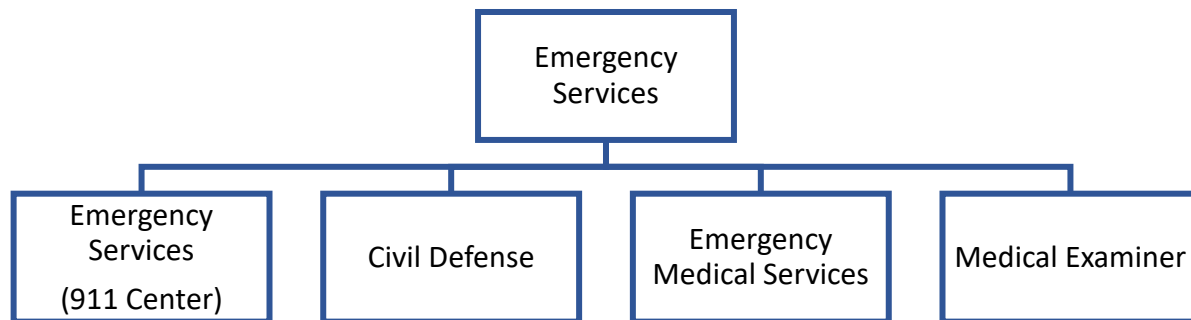 Emergency
Services
Emergency
Services
(911 Center)
Civil Defense
Emergency
Medical Services
Medical Examiner